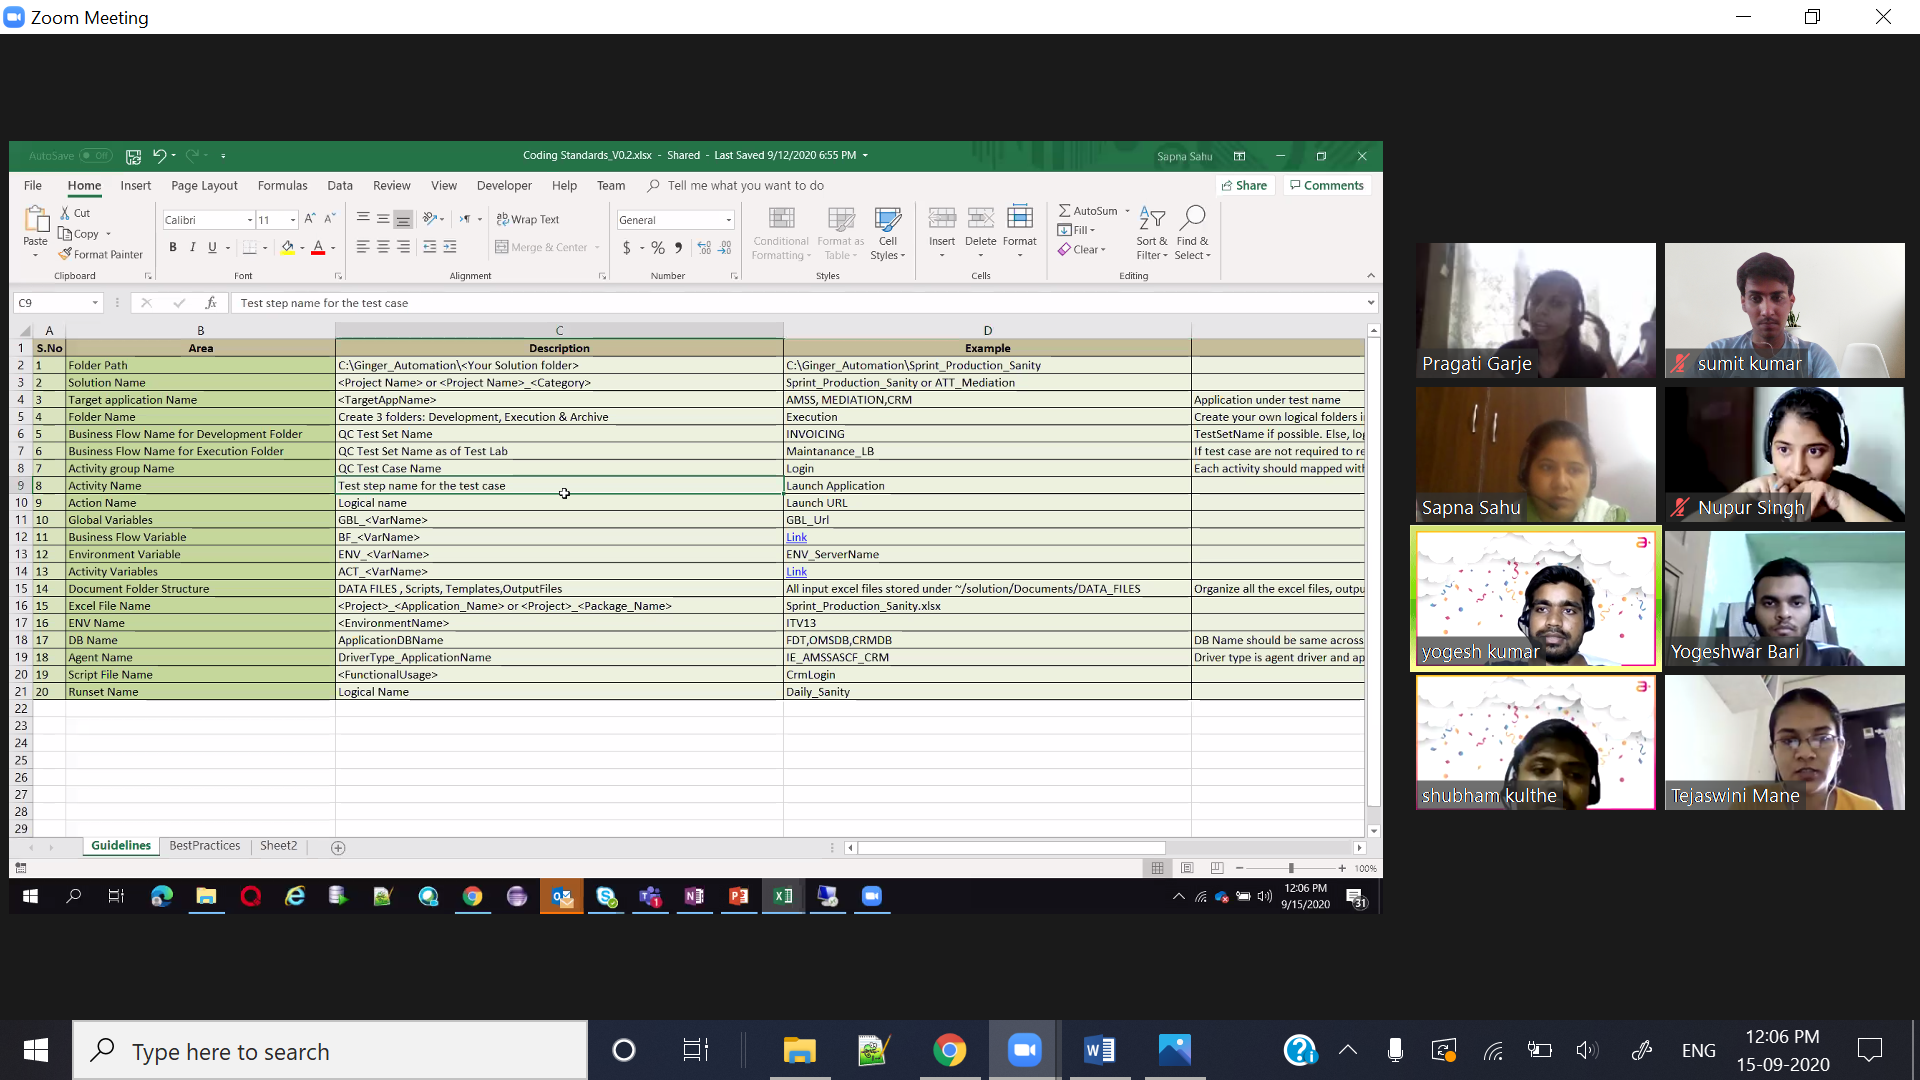 Zoom Meeting
AutoSave Off
Coding Standards_V0.2.xlsx - Shared - Last Saved 9/12/2020 6:55 PM
Sapna Sahu
File Home Insert Page Layout Formulas Data Review View Developer Help Team Tell me what you want to do
Share Comments
Paste
Cut
Copy
Format Painter
Clipboard
Calibri 11
B I U
Font
Wrap Text
Merge & Center
Alignment
General
$ % ,
Number
Conditional Formatting
Format as Table
Cell Styles
Styles
Insert Delete Format
Cells
AutoSum
Fill
Clear
Sort & Filter
Find & Select
Editing
C9 fx Test step name for the test case
A B C D
1 S.No Area Description Example
2 1 Folder Path C:\Ginger_Automation\<Your Solution folder> C:\Ginger_Automation\Sprint_Production_Sanity
3 2 Solution Name <Project Name> or <Project Name>_<Category> Sprint_Production_Sanity or ATT_Mediation
4 3 Target application Name <TargetAppName> AMSS, MEDIATION,CRM Application under test name
5 4 Folder Name Create 3 folders: Development, Execution & Archive Execution Create your own logical folders i
6 5 Business Flow Name for Development Folder QC Test Set Name INVOICING TestSetName if possible. Else, log
7 6 Business Flow Name for Execution Folder QC Test Set Name as of Test Lab Maintanance_LB If test case are not required to re
8 7 Activity group Name QC Test Case Name Login Each activity should mapped with
9 8 Activity Name Test step name for the test case Launch Application
10 9 Action Name Logical name Launch URL
11 10 Global Variables GBL_<VarName> GBL_Url
12 11 Business Flow Variable BF_<VarName> Link
13 12 Environment Variable ENV_<VarName> ENV_ServerName
14 13 Activity Variables ACT_<VarName> Link
15 14 Document Folder Structure DATA FILES , Scripts, Templates,OutputFiles All input excel files stored under ~/solution/Documents/DATA_FILES Organize all the excel files, outpu
16 15 Excel File Name <Project>_<Application_Name> or <Project>_<Package_Name> Sprint_Production_Sanity.xlsx
17 16 ENV Name <EnvironmentName> ITV13
18 17 DB Name ApplicationDBName FDT,OMSDB,CRMDB DB Name should be same across
19 18 Agent Name DriverType_ApplicationName IE_AMSSASCF_CRM Driver type is agent driver and ap
20 19 Script File Name <FunctionalUsage> CrmLogin
21 20 Runset Name Logical Name Daily_Sanity
22
23
24
25
26
27
28
29
Guidelines BestPractices Sheet2
100%
12:06 PM
9/15/2020
31
Pragati Garje
sumit kumar
Sapna Sahu
Nupur Singh
yogesh kumar
Yogeshwar Bari
shubham kulthe
Tejaswini Mane
Type here to search
ENG
12:06 PM
15-09-2020